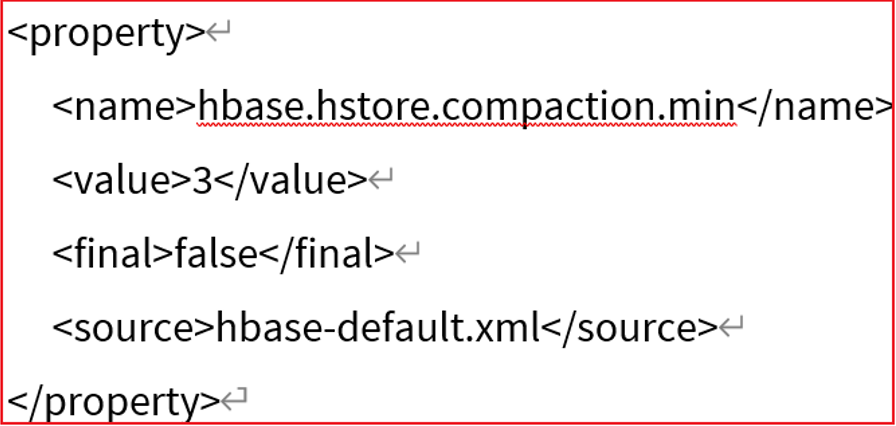 <property>
<name>hbase.hstore.compaction.min</name>
<value>3</value>
<final>false</final>
<source>hbase-default.xml</source>
</property>